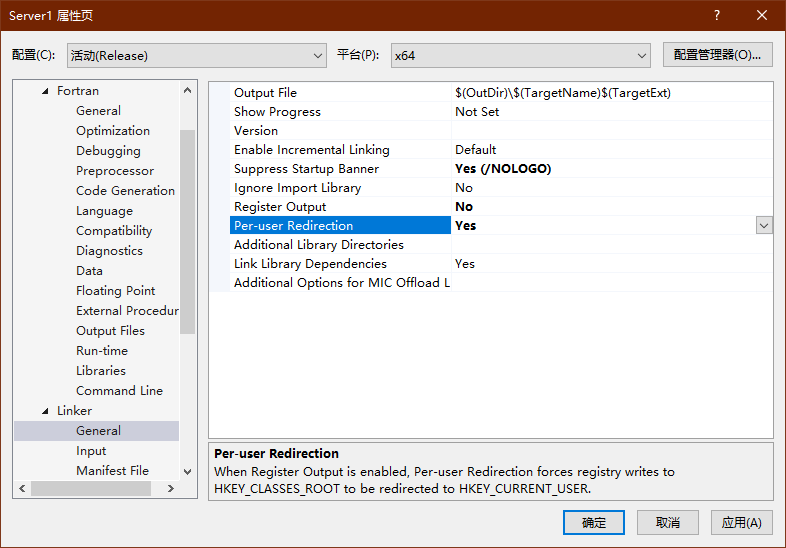 Server1 属性页
配置(C): 活动(Release) 平台(P): x64 配置管理器(O)...
Fortran
General
Optimization
Debugging
Preprocessor
Code Generation
Language
Compatibility
Diagnostics
Data
Floating Point
External Procedur
Output Files
Run-time
Libraries
Command Line
Linker
General
Input
Manifest File
Output File $(OutDir)\$(TargetName)$(TargetExt)
Show Progress Not Set
Version
Enable Incremental Linking Default
Suppress Startup Banner Yes (/NOLOGO)
Ignore Import Library No
Register Output No
Per-user Redirection Yes
Additional Library Directories
Link Library Dependencies Yes
Additional Options for MIC Offload L
Per-user Redirection
When Register Output is enabled, Per-user Redirection forces registry writes to
HKEY_CLASSES_ROOT to be redirected to HKEY_CURRENT_USER.
确定 取消 应用(A)